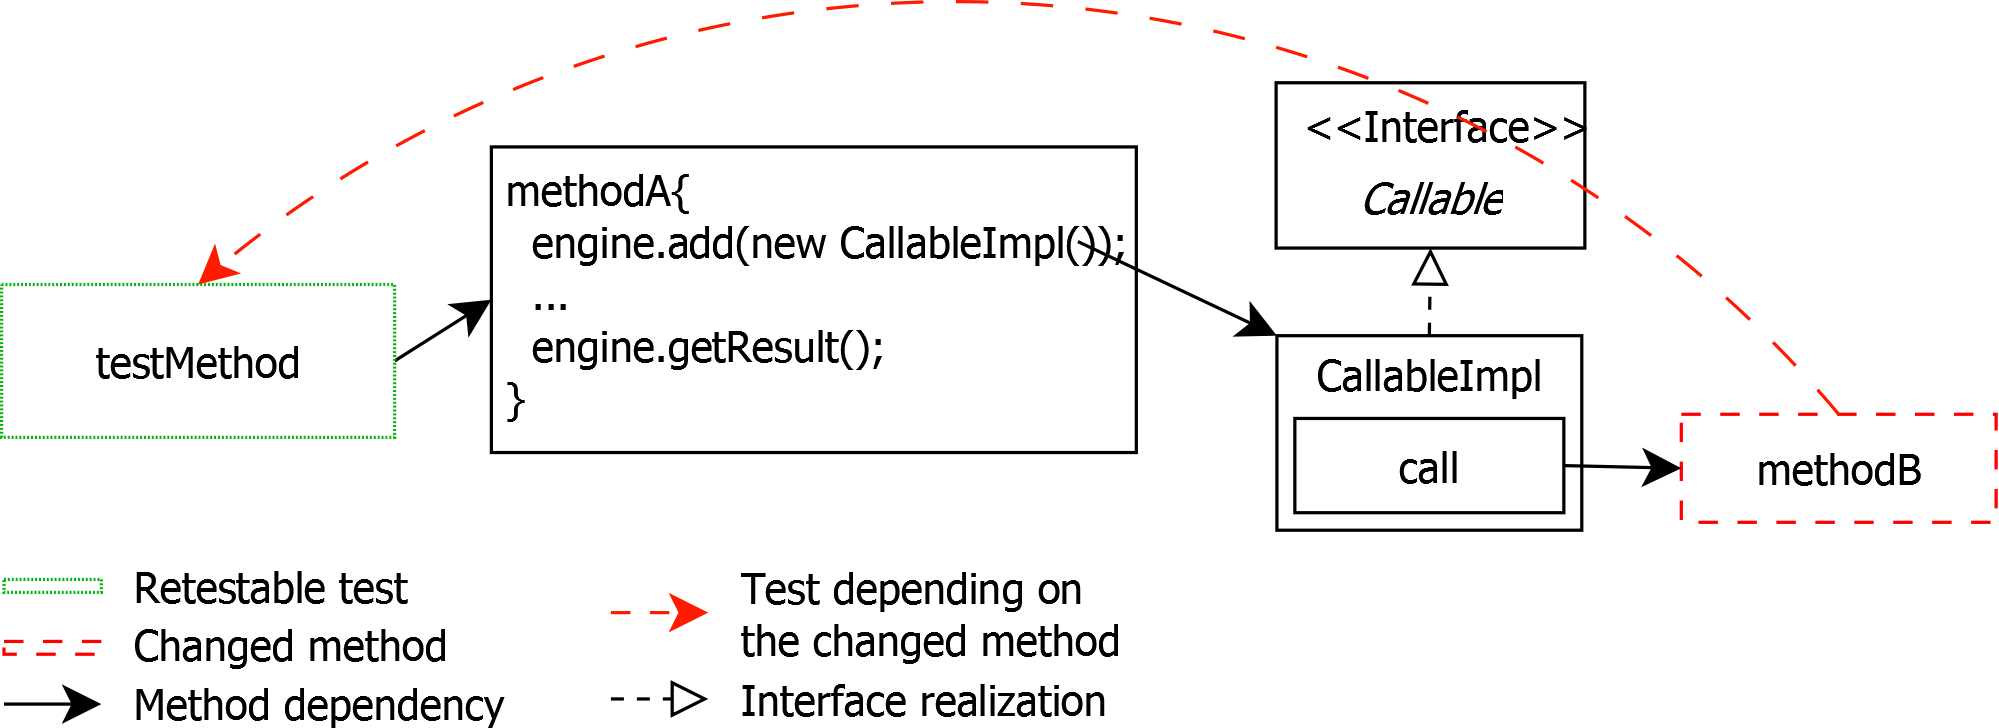 <<Interface>>
Callable
methodA{
engine.add(new CallableImpl());
...
engine.getResult();
}
testMethod
CallableImpl
call
methodB
Retestable test
Changed method
Method dependency
Test depending on
the changed method
Interface realization